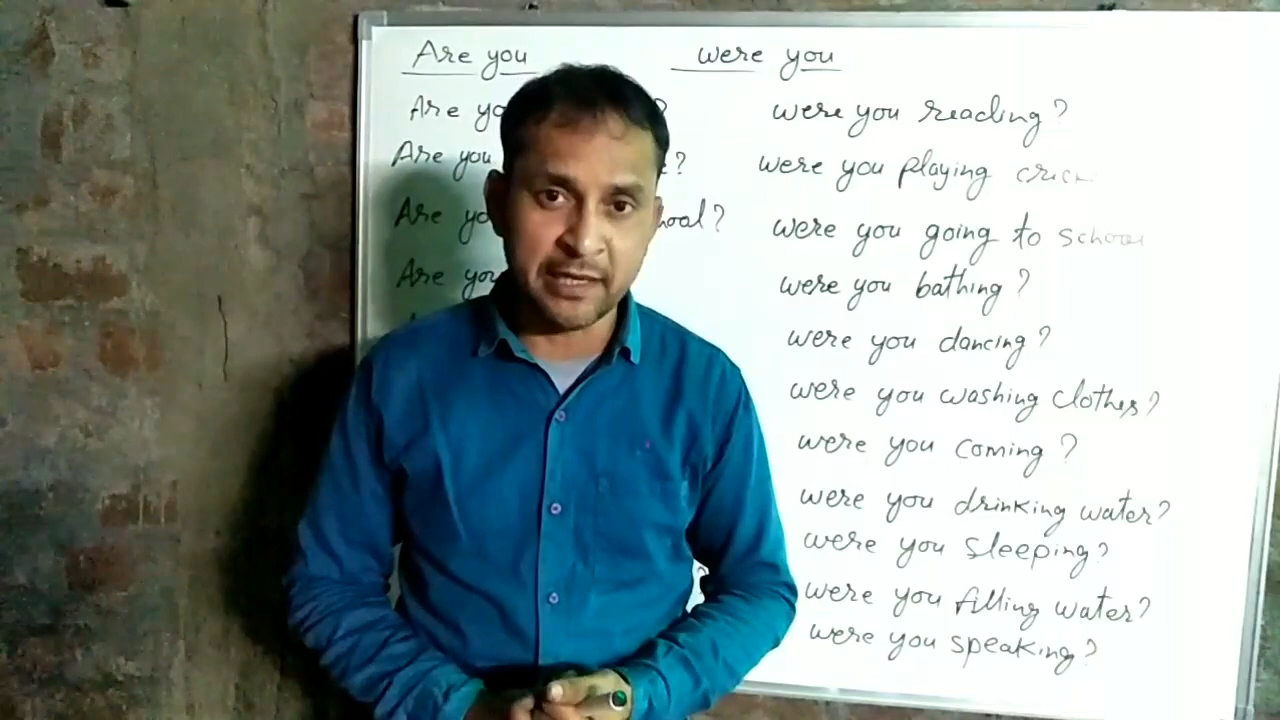 Are you were you
Are ? were you reading?
Are you ? were you playing
Are ? were you going to school
Are you were you bathing?
were you dancing?
were you washing clothes?
were you coming?
were you drinking water?
were you sleeping?
were you filling water?
were you speaking?